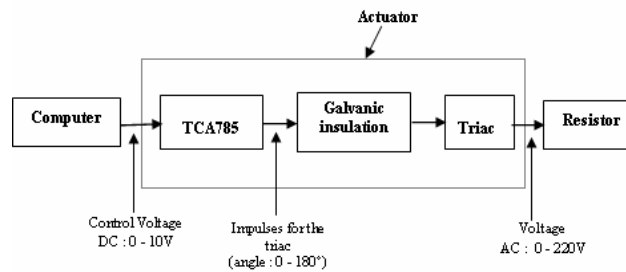 Actuator
Computer
TCA785
Galvanic
insulation
Triac
Resistor
Control Voltage
DC : 0 - 10V
Impulses for the
triac
(angle : 0 - 180°)
Voltage
AC : 0 - 220V